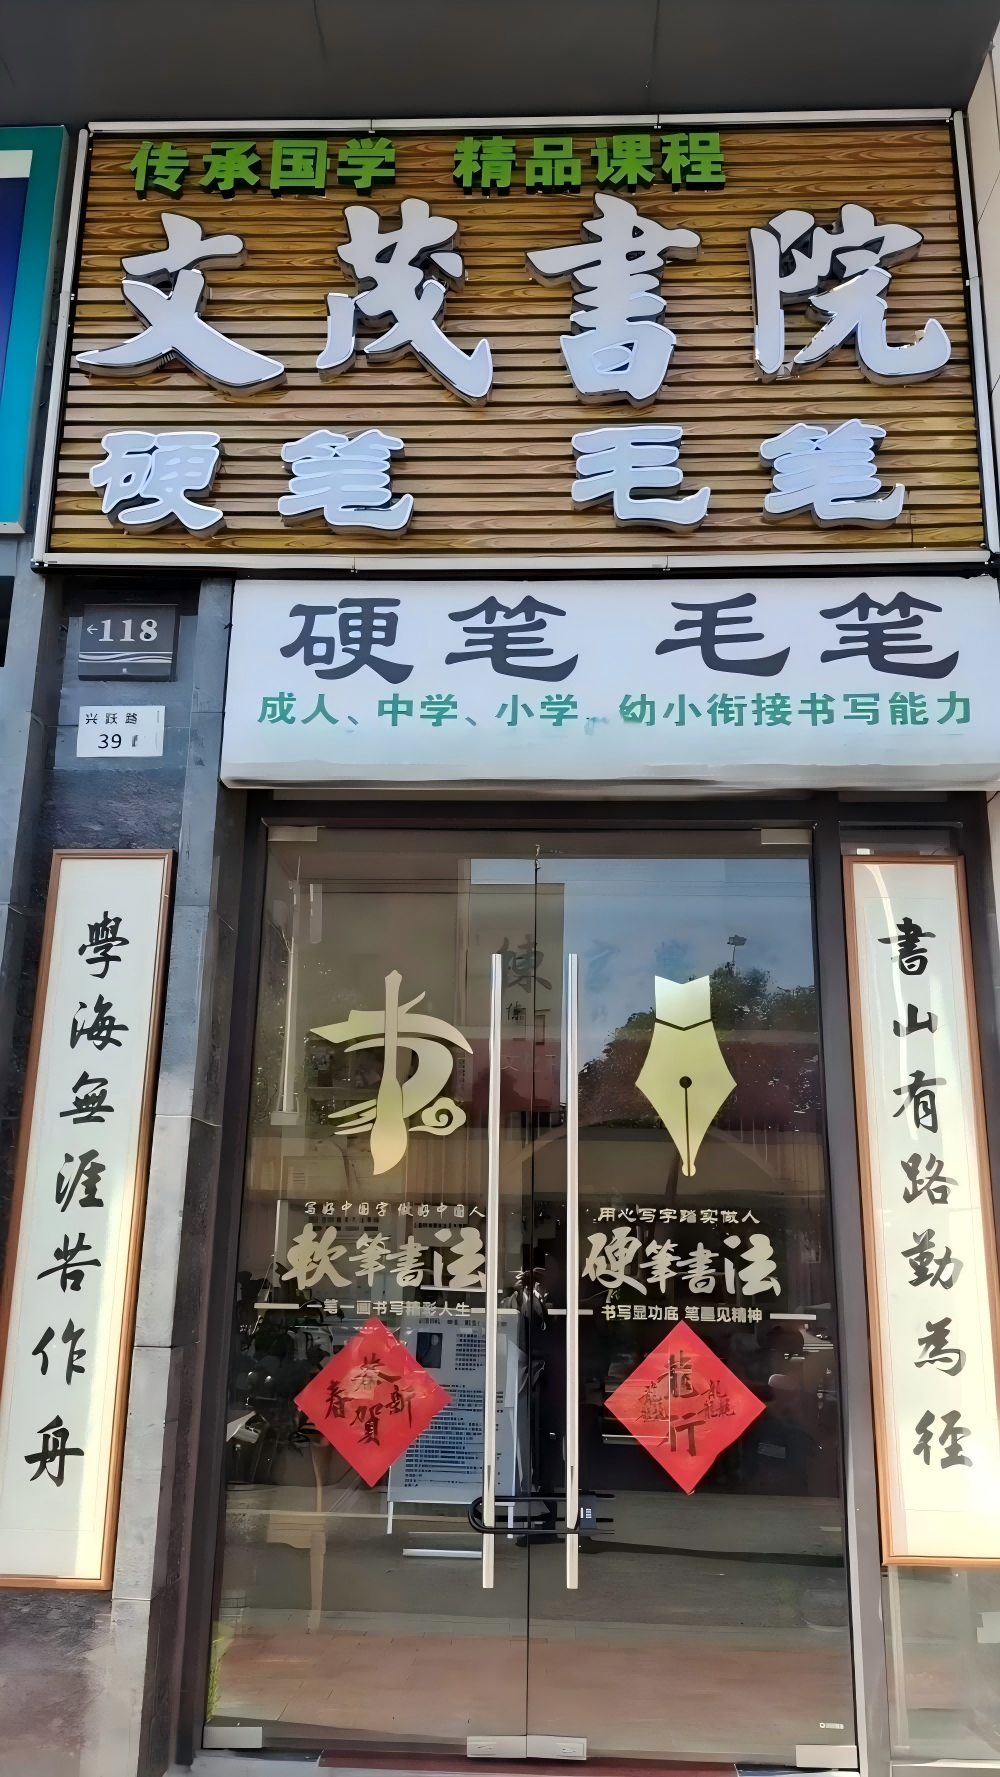 传承国学 精品课程
文茂書院
硬笔 毛笔
←118
兴跃路
39
硬笔 毛笔
成人、中学、小学、幼小衔接书写能力
書山有路勤為径
學海無涯苦作舟
写好中国字 做好中国人
軟筆書法
一笔一画书写精彩人生
用心写字踏实做人
硬筆書法
书写显功底 笔墨见精神
恭賀新春
龍行